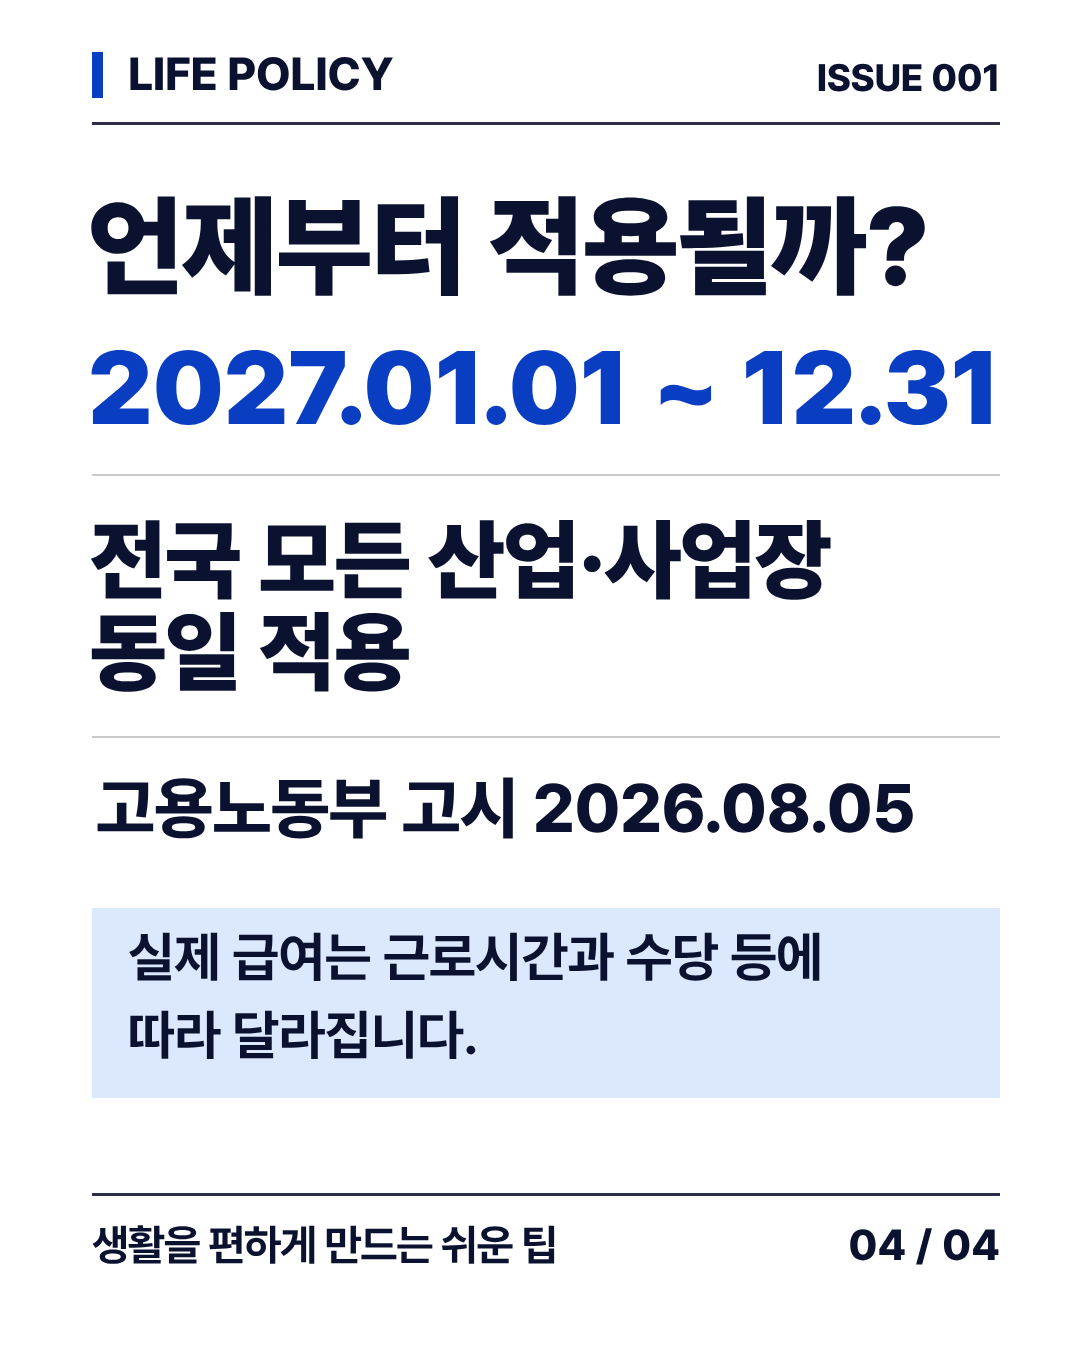 LIFE POLICY
ISSUE 001
언제부터 적용될까?
2027.01.01 ~ 12.31
전국 모든 산업·사업장
동일 적용
고용노동부 고시 2026.08.05
실제 급여는 근로시간과 수당 등에
따라 달라집니다.
생활을 편하게 만드는 쉬운 팁
04 / 04